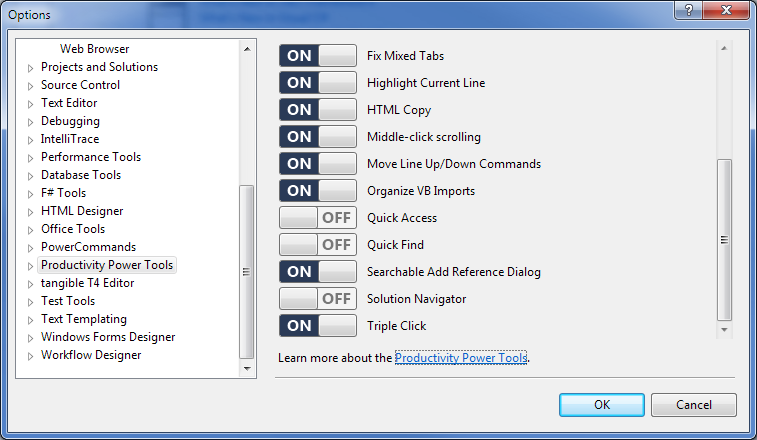 Options
Web Browser
Projects and Solutions
Source Control
Text Editor
Debugging
IntelliTrace
Performance Tools
Database Tools
F# Tools
HTML Designer
Office Tools
PowerCommands
Productivity Power Tools
tangible T4 Editor
Test Tools
Text Templating
Windows Forms Designer
Workflow Designer
ON Fix Mixed Tabs
ON Highlight Current Line
ON HTML Copy
ON Middle-click scrolling
ON Move Line Up/Down Commands
ON Organize VB Imports
OFF Quick Access
OFF Quick Find
ON Searchable Add Reference Dialog
OFF Solution Navigator
ON Triple Click
Learn more about the Productivity Power Tools.
OK Cancel